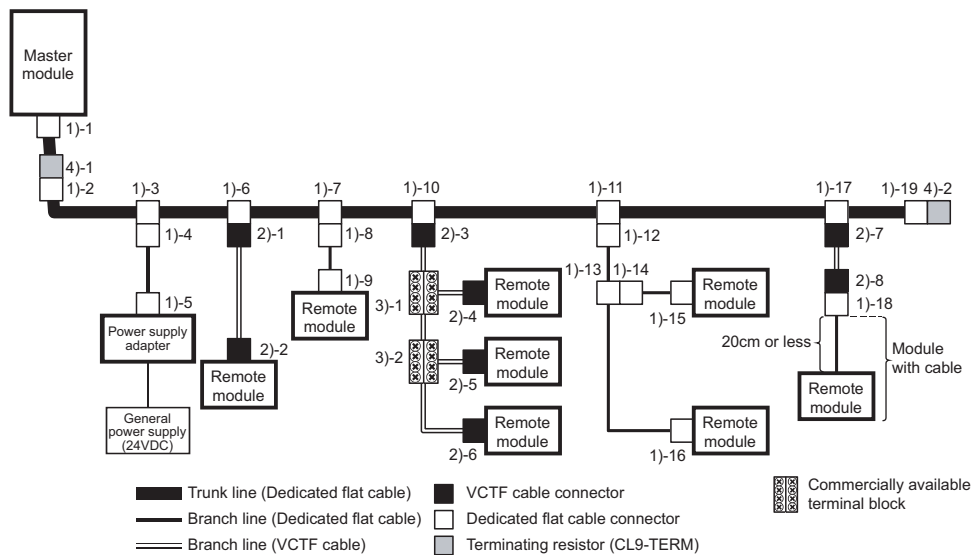 Master
module
1)-1
4)-1
1)-2
1)-3
1)-6
1)-7
1)-10
1)-11
1)-17
1)-19
4)-2
1)-4
2)-1
1)-8
2)-3
1)-12
2)-7
1)-5
1)-9
3)-1
2)-4
1)-13
1)-14
1)-15
2)-8
1)-18
Power supply
adapter
2)-2
Remote
module
Remote
module
Remote
module
Remote
module
20cm or less
Module
with cable
3)-2
2)-5
Remote
module
Remote
module
General
power supply
(24VDC)
2)-6
Remote
module
1)-16
Remote
module
Trunk line (Dedicated flat cable)
Branch line (Dedicated flat cable)
Branch line (VCTF cable)
VCTF cable connector
Dedicated flat cable connector
Terminating resistor (CL9-TERM)
Commercially available
terminal block